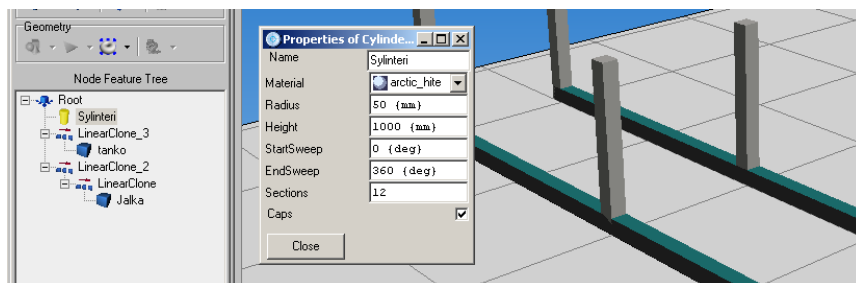 Geometry
Node Feature Tree
Root
Sylinteri
LinearClone_3
tanko
LinearClone_2
LinearClone
Jalka
Properties of Cylinde...
Name Sylinteri
Material arctic_hite
Radius 50 {mm}
Height 1000 {mm}
StartSweep 0 {deg}
EndSweep 360 {deg}
Sections 12
Caps
Close